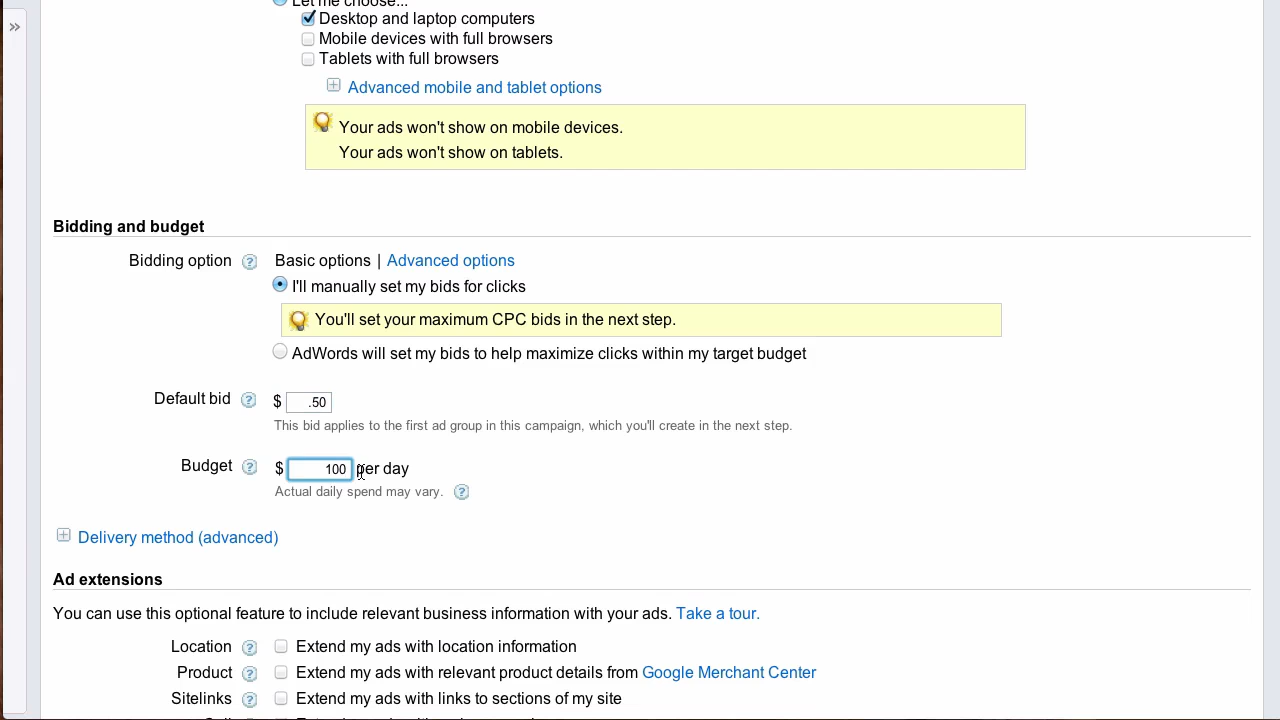 »
Let me choose...
Desktop and laptop computers
Mobile devices with full browsers
Tablets with full browsers
Advanced mobile and tablet options
Your ads won't show on mobile devices.
Your ads won't show on tablets.
Bidding and budget
Bidding option ? Basic options | Advanced options
I'll manually set my bids for clicks
You'll set your maximum CPC bids in the next step.
AdWords will set my bids to help maximize clicks within my target budget
Default bid ? $ .50
This bid applies to the first ad group in this campaign, which you'll create in the next step.
Budget ? $ 100 per day
Actual daily spend may vary. ?
Delivery method (advanced)
Ad extensions
You can use this optional feature to include relevant business information with your ads. Take a tour.
Location ? Extend my ads with location information
Product ? Extend my ads with relevant product details from Google Merchant Center
Sitelinks ? Extend my ads with links to sections of my site